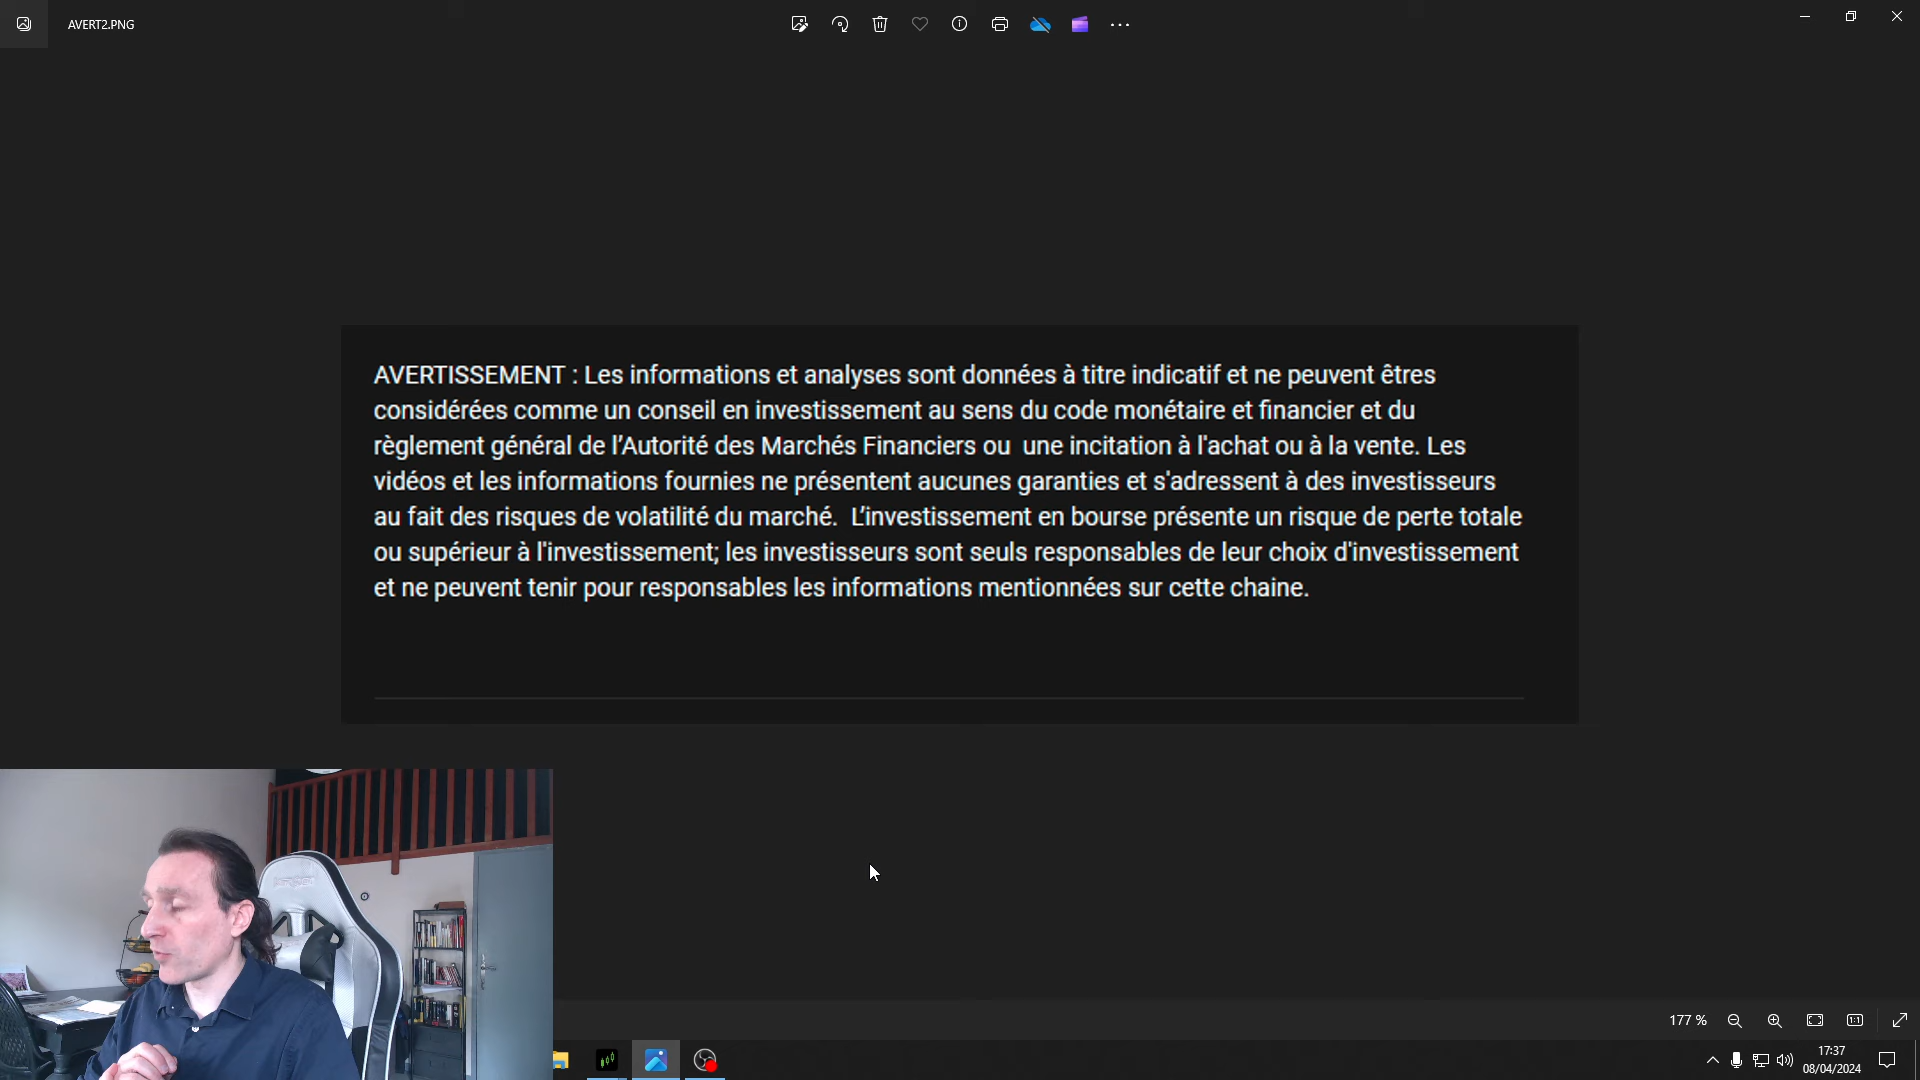 AVERT2.PNG
AVERTISSEMENT : Les informations et analyses sont données à titre indicatif et ne peuvent êtres
considérées comme un conseil en investissement au sens du code monétaire et financier et du
règlement général de l’Autorité des Marchés Financiers ou  une incitation à l'achat ou à la vente. Les
vidéos et les informations fournies ne présentent aucunes garanties et s'adressent à des investisseurs
au fait des risques de volatilité du marché.  L’investissement en bourse présente un risque de perte totale
ou supérieur à l'investissement; les investisseurs sont seuls responsables de leur choix d'investissement
et ne peuvent tenir pour responsables les informations mentionnées sur cette chaine.
177 %
1:1
17:37
08/04/2024